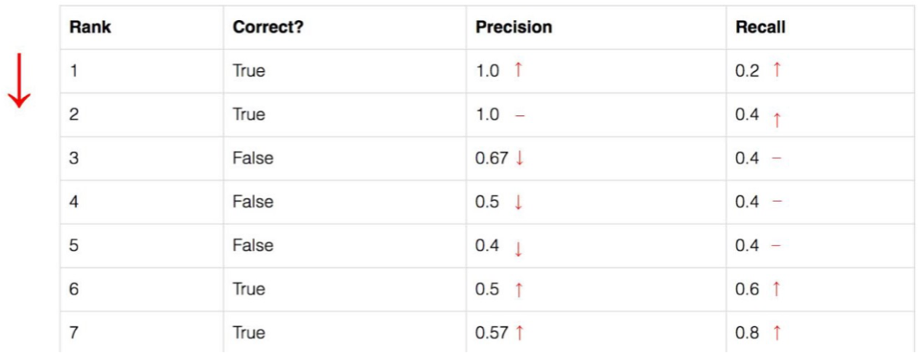 Rank Correct? Precision Recall
1 True 1.0 ↑ 0.2 ↑
2 True 1.0 – 0.4 ↑
3 False 0.67 ↓ 0.4 –
4 False 0.5 ↓ 0.4 –
5 False 0.4 ↓ 0.4 –
6 True 0.5 ↑ 0.6 ↑
7 True 0.57 ↑ 0.8 ↑